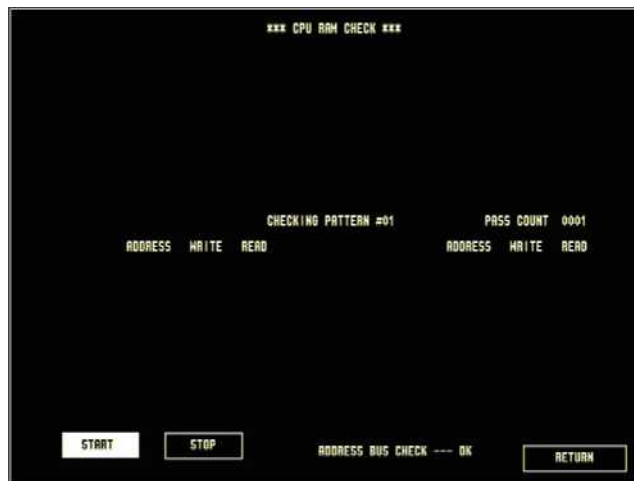 *** CPU RAM CHECK ***
CHECKING PATTERN #01 PASS COUNT 0001
ADDRESS WRITE READ ADDRESS WRITE READ
START STOP ADDRESS BUS CHECK --- OK RETURN